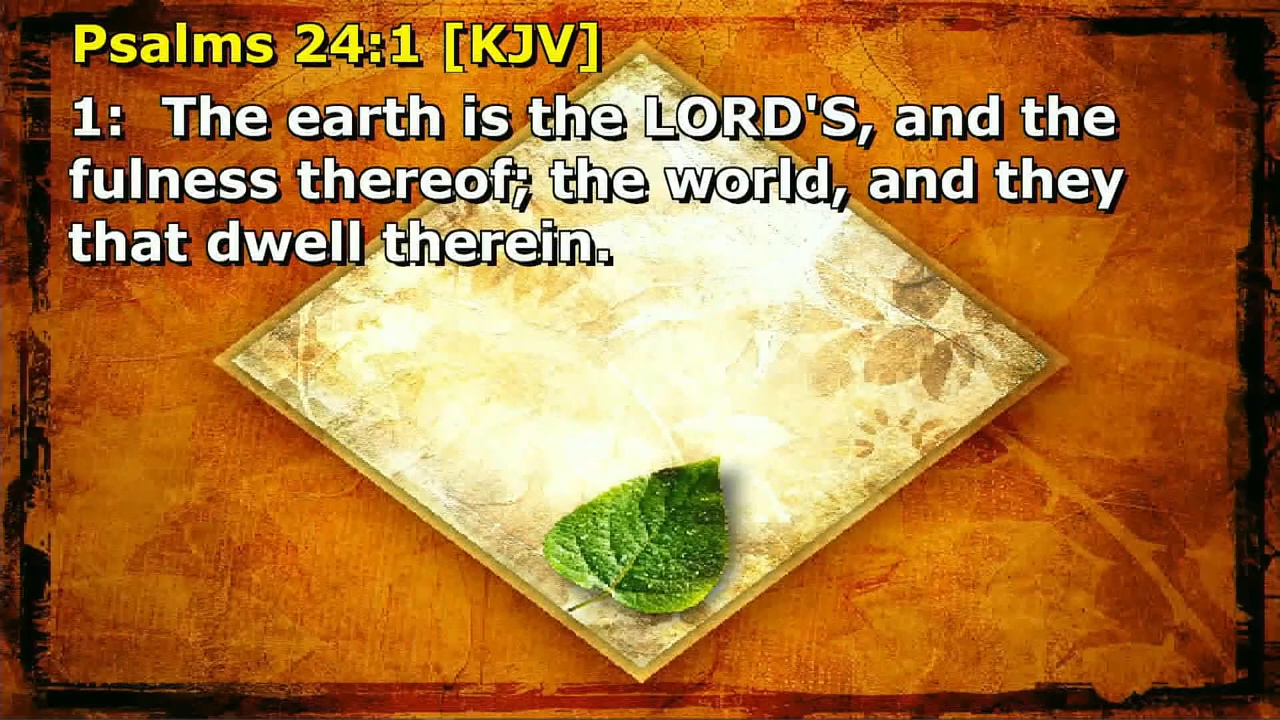 Psalms 24:1 [KJV]
1:  The earth is the LORD'S, and the
fulness thereof; the world, and they
that dwell therein.